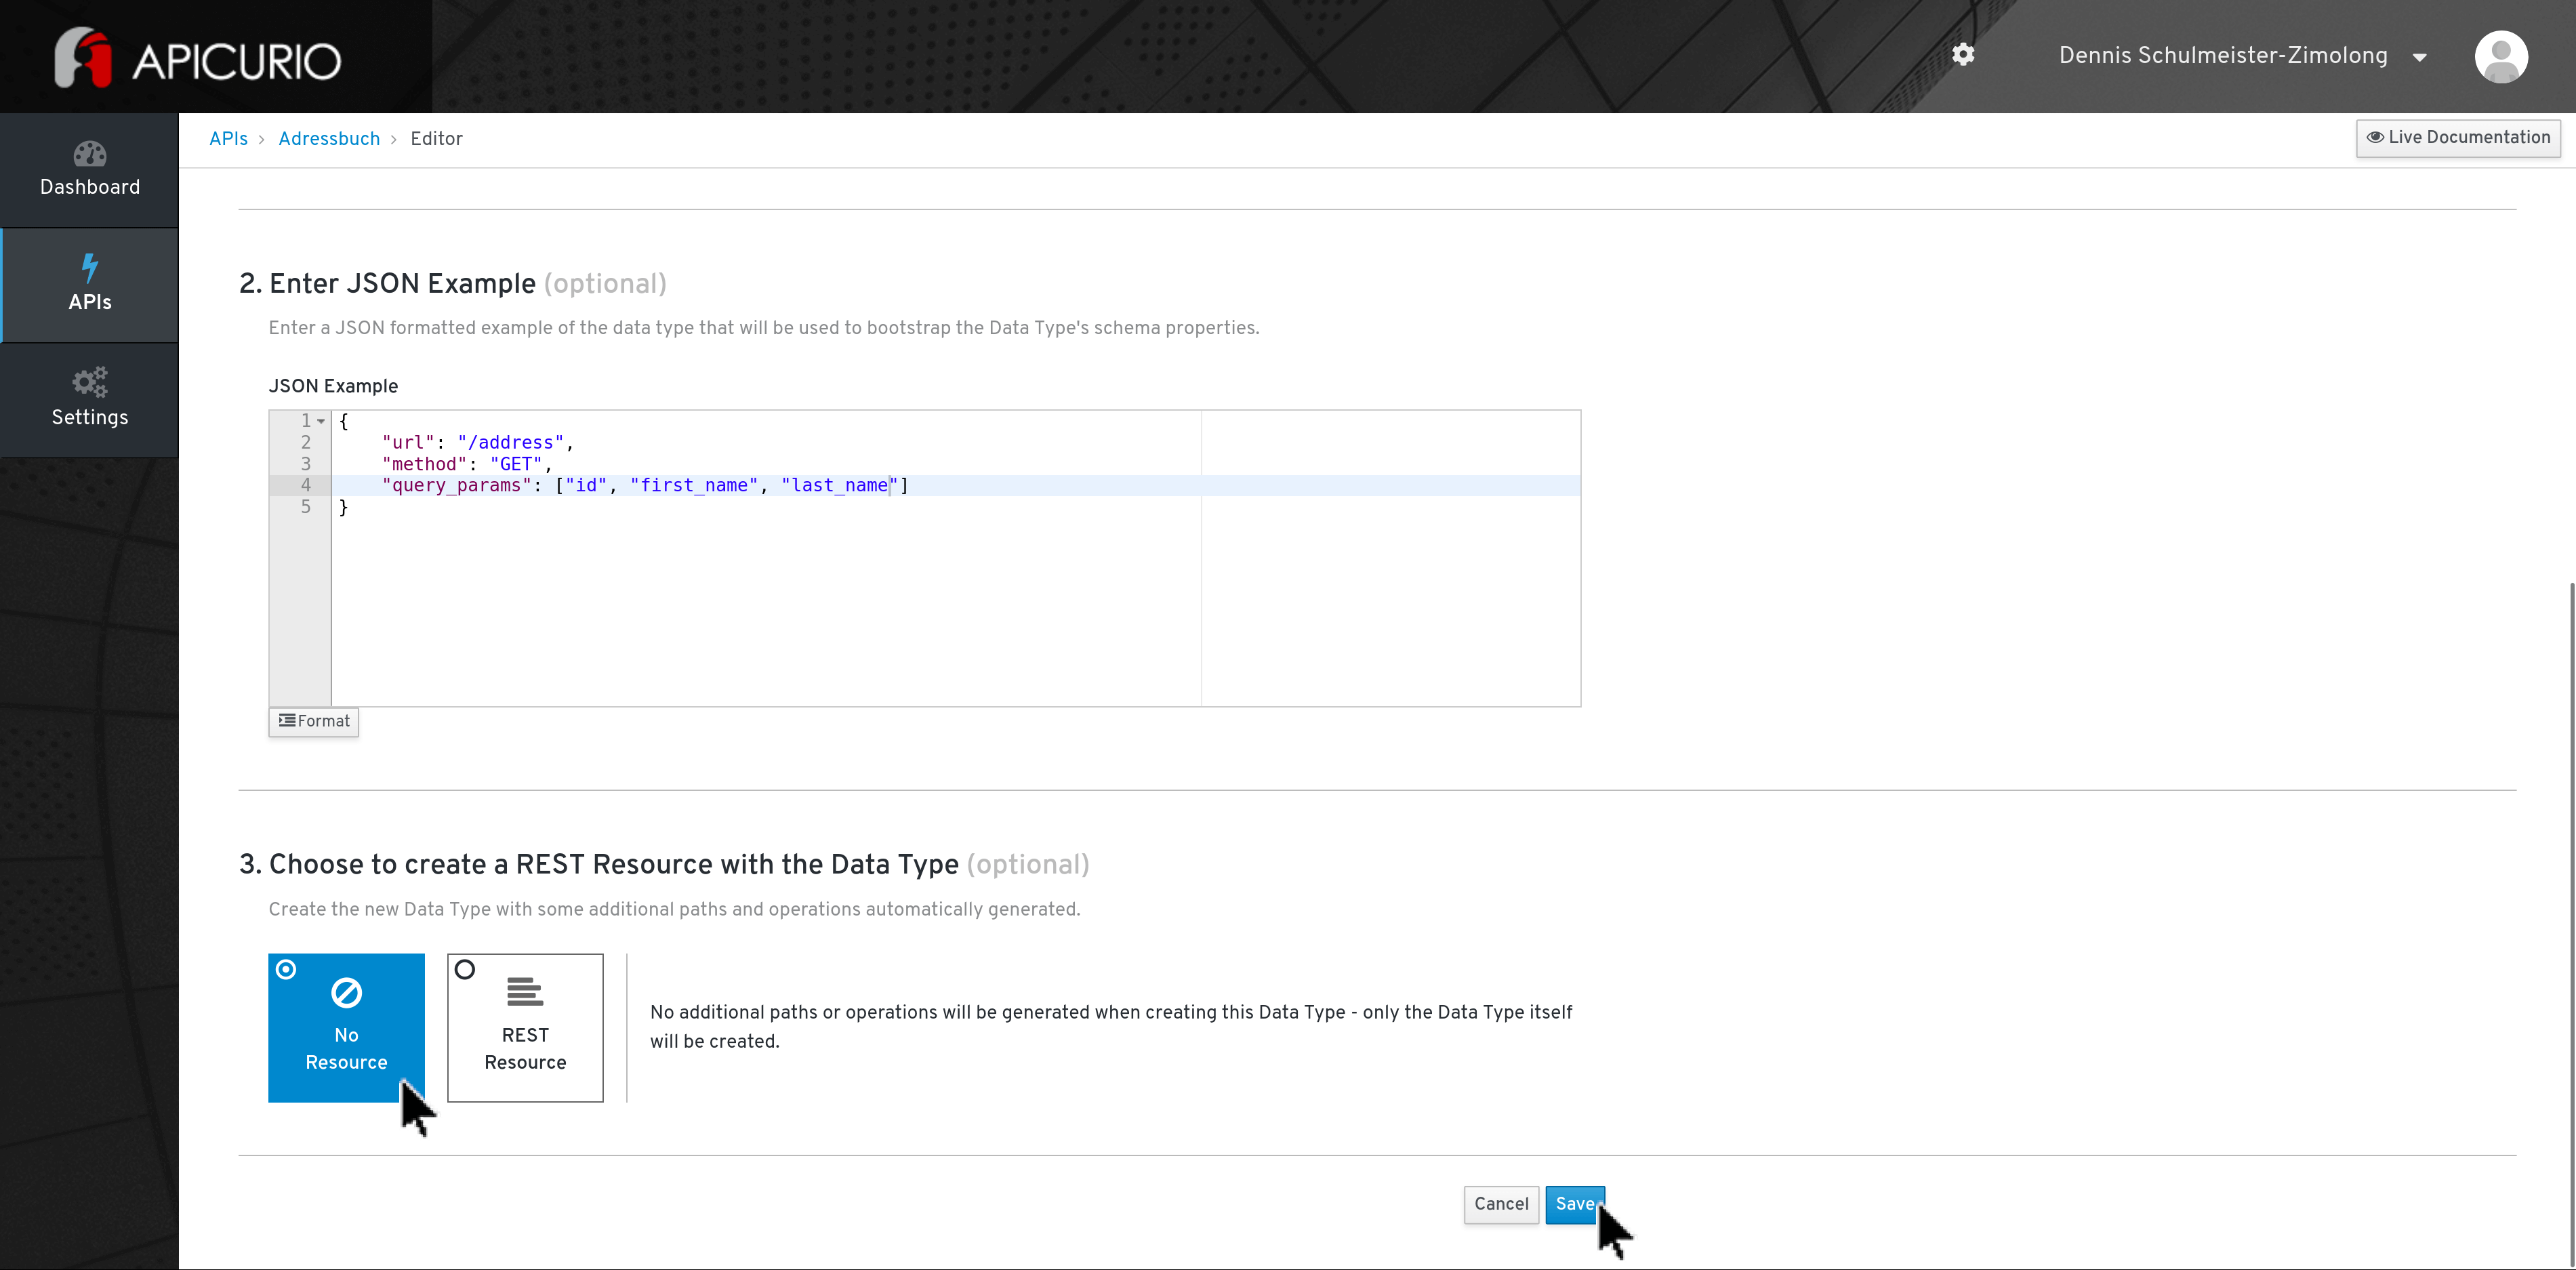 APICURIO
Dennis Schulmeister-Zimolong
Dashboard
APIs
Settings
APIs > Adressbuch > Editor
Live Documentation
2. Enter JSON Example (optional)
Enter a JSON formatted example of the data type that will be used to bootstrap the Data Type's schema properties.
JSON Example
1 {
2     "url": "/address",
3     "method": "GET",
4     "query_params": ["id", "first_name", "last_name"]
5 }
Format
3. Choose to create a REST Resource with the Data Type (optional)
Create the new Data Type with some additional paths and operations automatically generated.
No
Resource
REST
Resource
No additional paths or operations will be generated when creating this Data Type - only the Data Type itself
will be created.
Cancel
Save